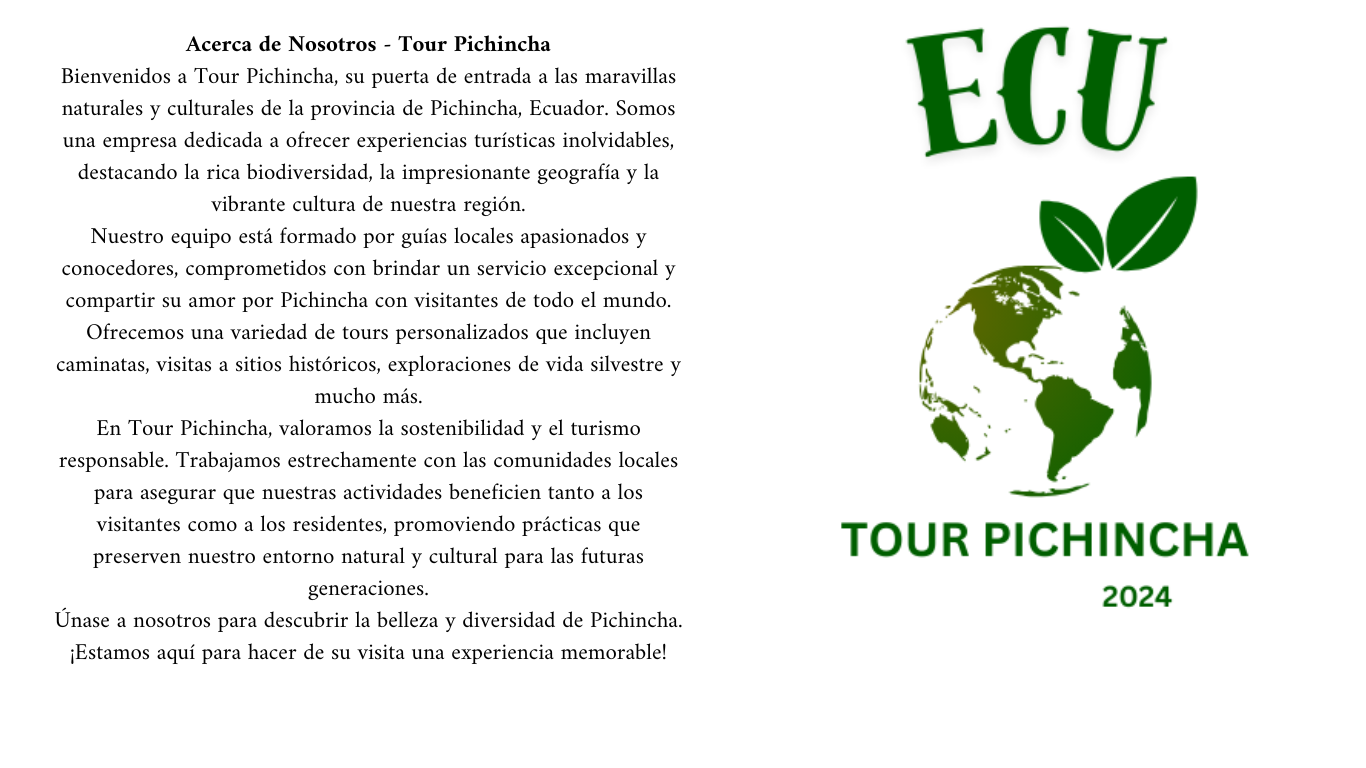 Acerca de Nosotros - Tour Pichincha
Bienvenidos a Tour Pichincha, su puerta de entrada a las maravillas
naturales y culturales de la provincia de Pichincha, Ecuador. Somos
una empresa dedicada a ofrecer experiencias turísticas inolvidables,
destacando la rica biodiversidad, la impresionante geografía y la
vibrante cultura de nuestra región.
Nuestro equipo está formado por guías locales apasionados y
conocedores, comprometidos con brindar un servicio excepcional y
compartir su amor por Pichincha con visitantes de todo el mundo.
Ofrecemos una variedad de tours personalizados que incluyen
caminatas, visitas a sitios históricos, exploraciones de vida silvestre y
mucho más.
En Tour Pichincha, valoramos la sostenibilidad y el turismo
responsable. Trabajamos estrechamente con las comunidades locales
para asegurar que nuestras actividades beneficien tanto a los
visitantes como a los residentes, promoviendo prácticas que
preserven nuestro entorno natural y cultural para las futuras
generaciones.
Únase a nosotros para descubrir la belleza y diversidad de Pichincha.
¡Estamos aquí para hacer de su visita una experiencia memorable!
ECU
TOUR PICHINCHA
2024